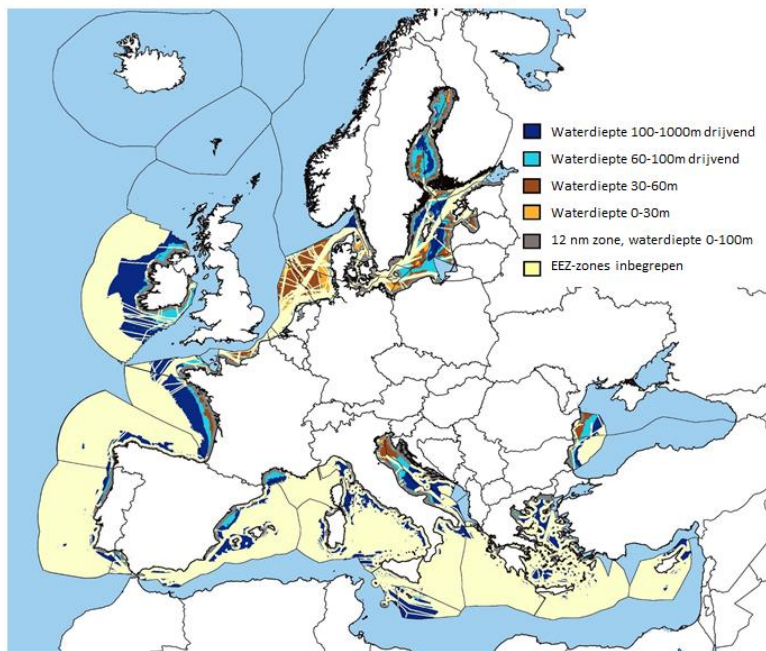 Waterdiepte 100-1000m drijvend
Waterdiepte 60-100m drijvend
Waterdiepte 30-60m
Waterdiepte 0-30m
12 nm zone, waterdiepte 0-100m
EEZ-zones inbegrepen